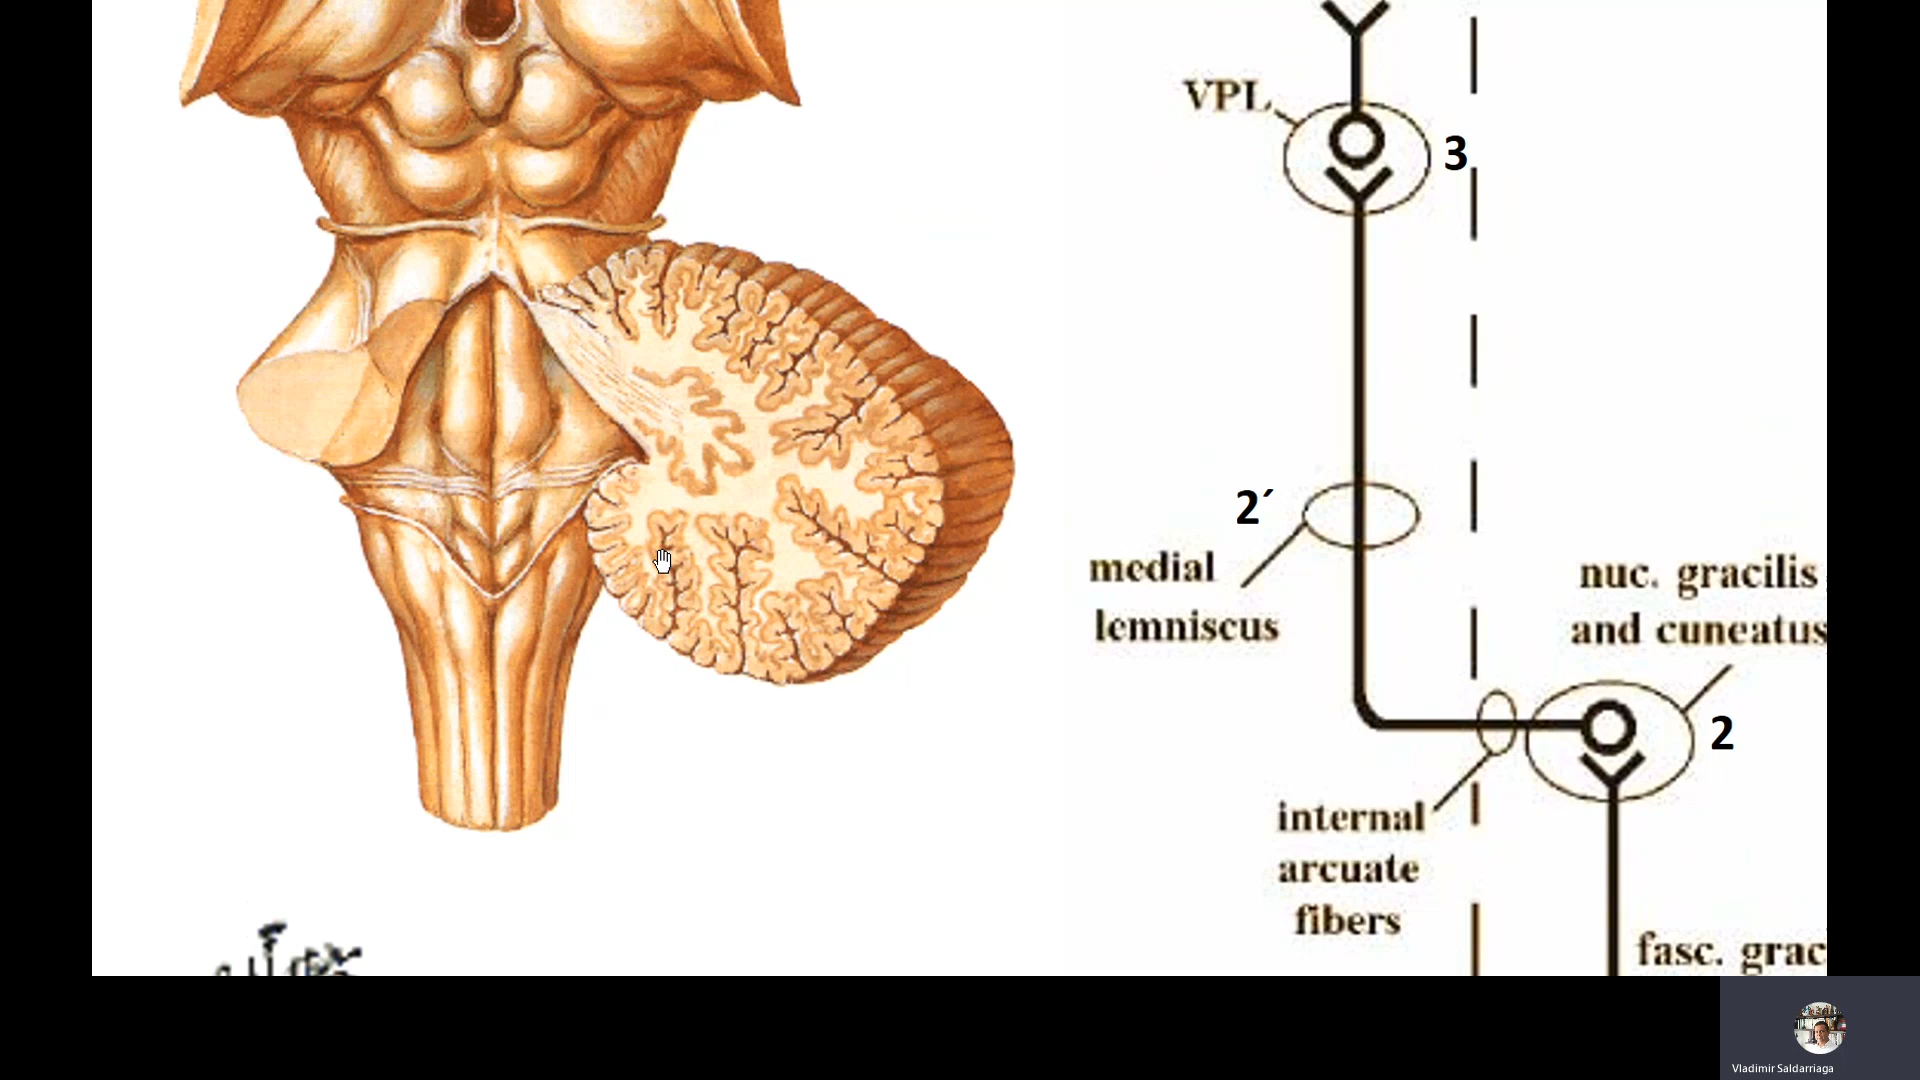 VPL
3
2´
medial
lemniscus
nuc. gracilis
and cuneatus
2
internal
arcuate
fibers
fasc. grac
Vladimir Saldarriaga